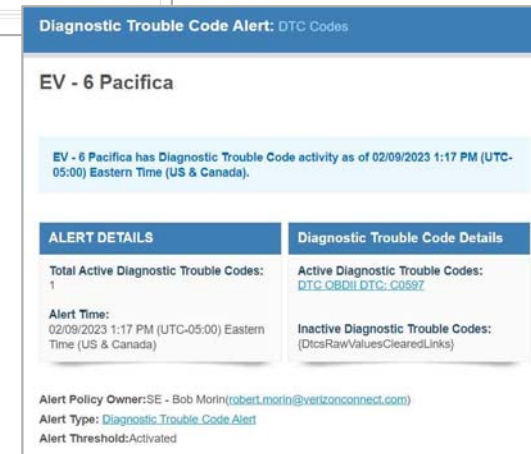 Diagnostic Trouble Code Alert: DTC Codes
EV - 6 Pacifica
EV - 6 Pacifica has Diagnostic Trouble Code activity as of 02/09/2023 1:17 PM (UTC-
05:00) Eastern Time (US & Canada).
ALERT DETAILS
Total Active Diagnostic Trouble Codes:
1
Alert Time:
02/09/2023 1:17 PM (UTC-05:00) Eastern
Time (US & Canada)
Diagnostic Trouble Code Details
Active Diagnostic Trouble Codes:
DTC OBDII DTC: C0597
Inactive Diagnostic Trouble Codes:
{DtcsRawValuesClearedLinks}
Alert Policy Owner:SE - Bob Morin(robert.morin@verizonconnect.com)
Alert Type: Diagnostic Trouble Code Alert
Alert Threshold:Activated